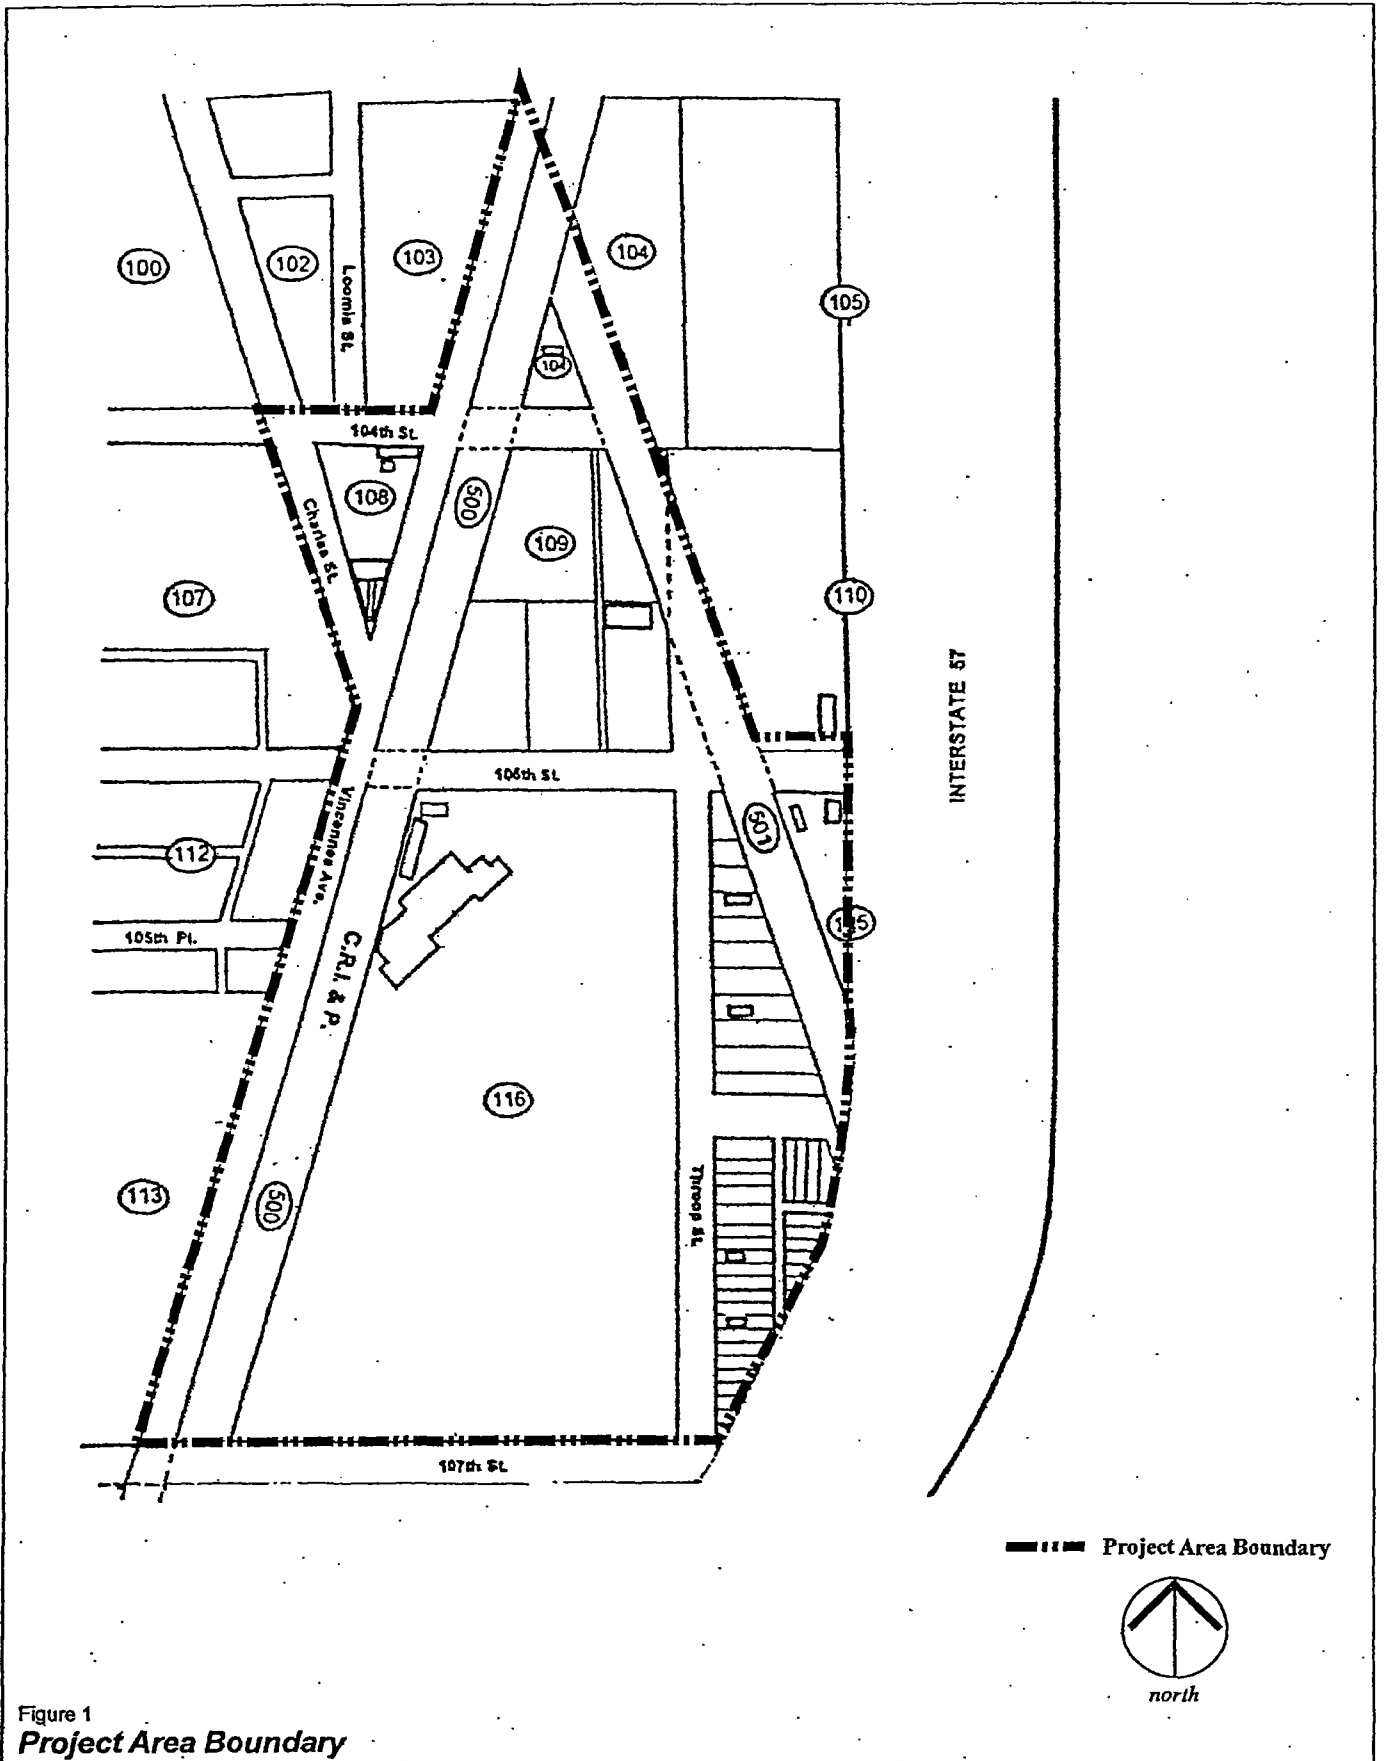 100
102
Loomis St.
103
104
105
104
104th St.
108
500
Charles St.
109
107
110
INTERSTATE 57
106th St.
Vincennes Ave.
501
112
105th Pl.
C.R.I. & P.
115
116
113
500
Throop St.
107th St.
Project Area Boundary
north
Figure 1
Project Area Boundary